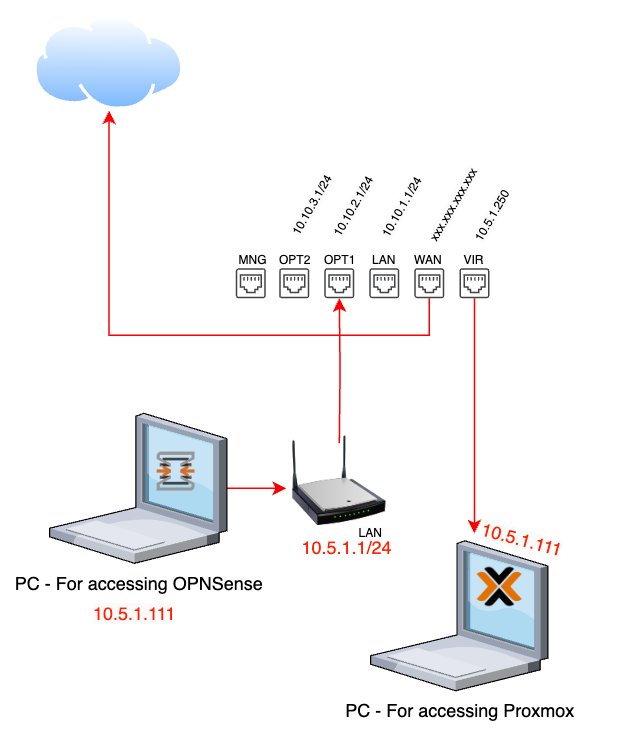 10.10.3.1/24
10.10.2.1/24
10.10.1.1/24
xxx.xxx.xxx.xxx
10.5.1.250
MNG
OPT2
OPT1
LAN
WAN
VIR
LAN
10.5.1.1/24
10.5.1.111
PC - For accessing OPNSense
10.5.1.111
PC - For accessing Proxmox